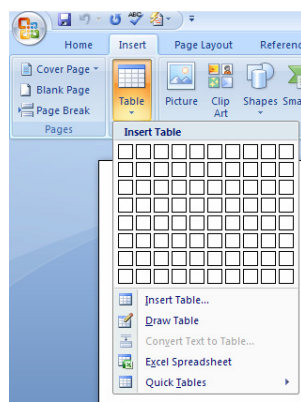 Home Insert Page Layout Referenc
Cover Page
Blank Page
Page Break
Pages
Table
Picture
Clip
Art
Shapes
Sma
Insert Table
Insert Table...
Draw Table
Convert Text to Table...
Excel Spreadsheet
Quick Tables